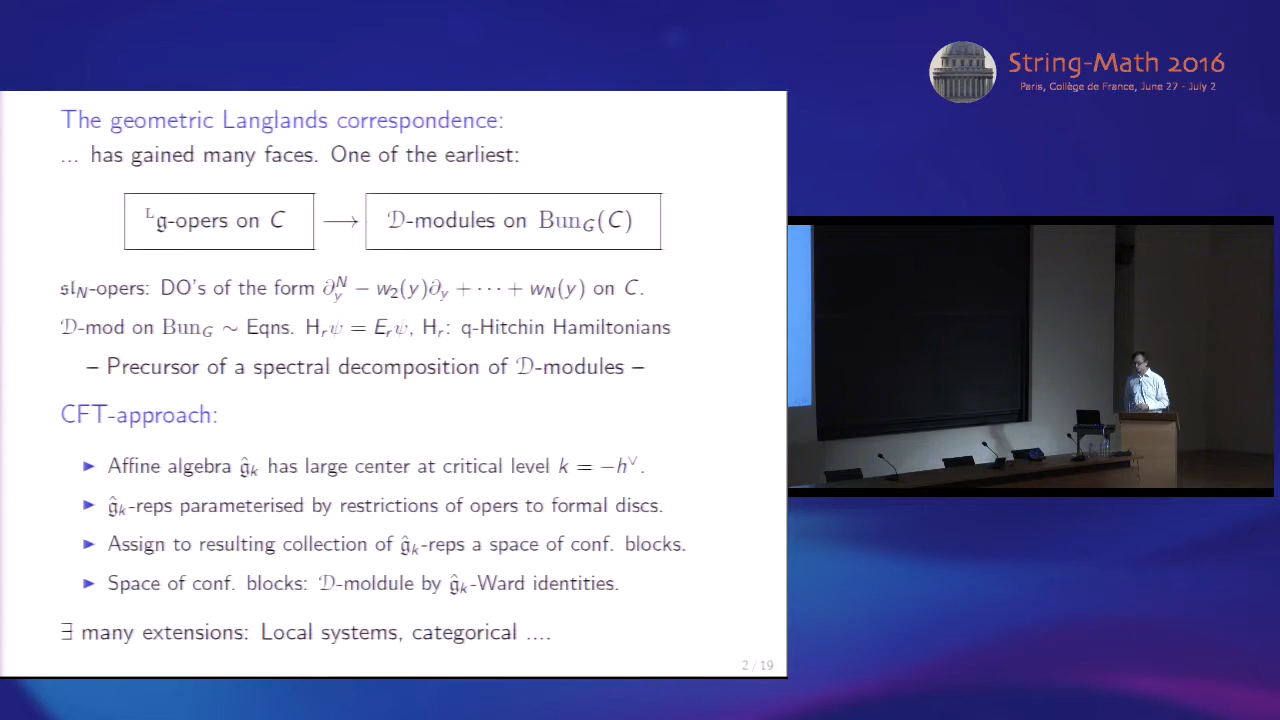 String-Math 2016
Paris, Collège de France, June 27 - July 2
The geometric Langlands correspondence:
... has gained many faces. One of the earliest:
ᴸ𝔤-opers on C ⟶ 𝒟-modules on Bun_G(C)
𝔰𝔩_N-opers: DO's of the form ∂_y^N − w₂(y)∂_y + ⋯ + w_N(y) on C.
𝒟-mod on Bun_G ∼ Eqns. H_rψ = E_rψ, H_r: q-Hitchin Hamiltonians
– Precursor of a spectral decomposition of 𝒟-modules –
CFT-approach:
▶ Affine algebra 𝔤̂_k has large center at critical level k = −h^∨.
▶ 𝔤̂_k-reps parameterised by restrictions of opers to formal discs.
▶ Assign to resulting collection of 𝔤̂_k-reps a space of conf. blocks.
▶ Space of conf. blocks: 𝒟-moldule by 𝔤̂_k-Ward identities.
∃ many extensions: Local systems, categorical ....
2 / 19